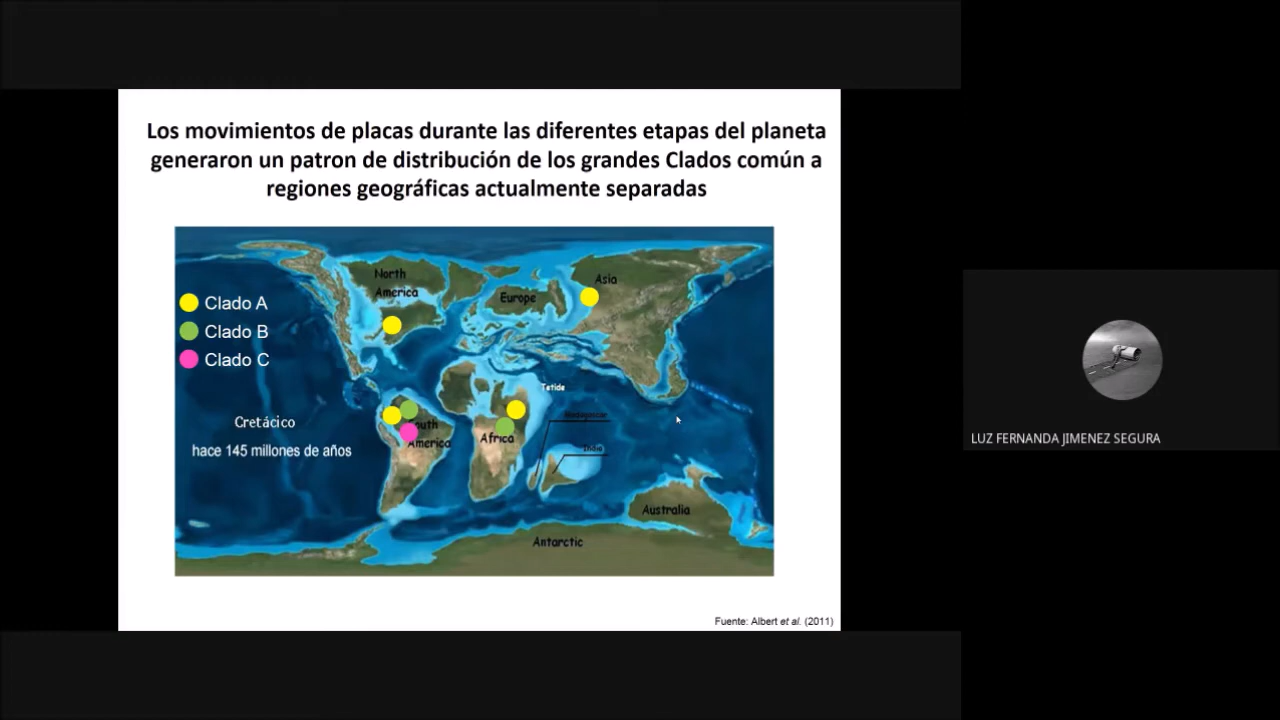 Los movimientos de placas durante las diferentes etapas del planeta
generaron un patron de distribución de los grandes Clados común a
regiones geográficas actualmente separadas
North
America
Europe
Asia
Clado A
Clado B
Clado C
Tetide
Madagascar
South
America
Africa
India
Cretácico
hace 145 millones de años
Australia
Antarctic
Fuente: Albert et al. (2011)
LUZ FERNANDA JIMENEZ SEGURA